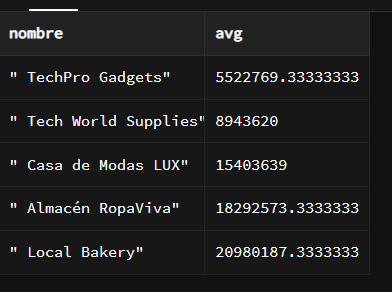 nombre avg
" TechPro Gadgets" 5522769.33333333
" Tech World Supplies" 8943620
" Casa de Modas LUX" 15403639
" Almacén RopaViva" 18292573.3333333
" Local Bakery" 20980187.3333333